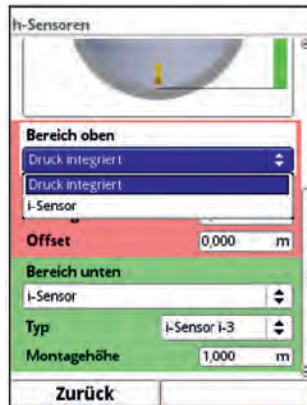 h-Sensoren
Bereich oben
Druck integriert
Druck integriert
i-Sensor
Offset 0,000 m
Bereich unten
i-Sensor
Typ i-Sensor i-3
Montagehöhe 1,000 m
Zurück